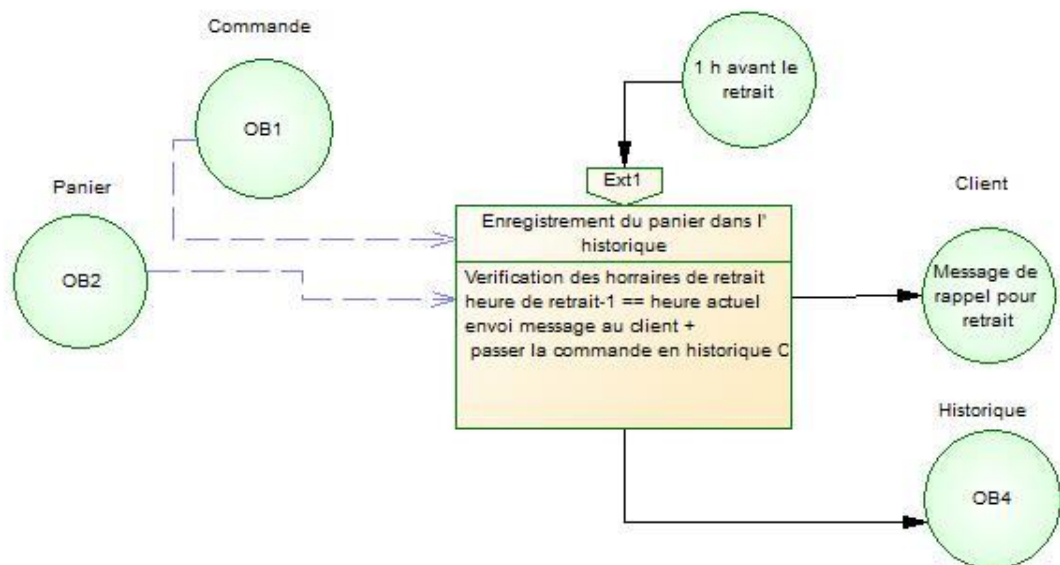 Commande
1 h avant le
retrait
OB1
Ext1
Panier
Client
Enregistrement du panier dans l'
historique
OB2
Verification des horraires de retrait
heure de retrait-1 == heure actuel
envoi message au client +
passer la commande en historique C
Message de
rappel pour
retrait
Historique
OB4